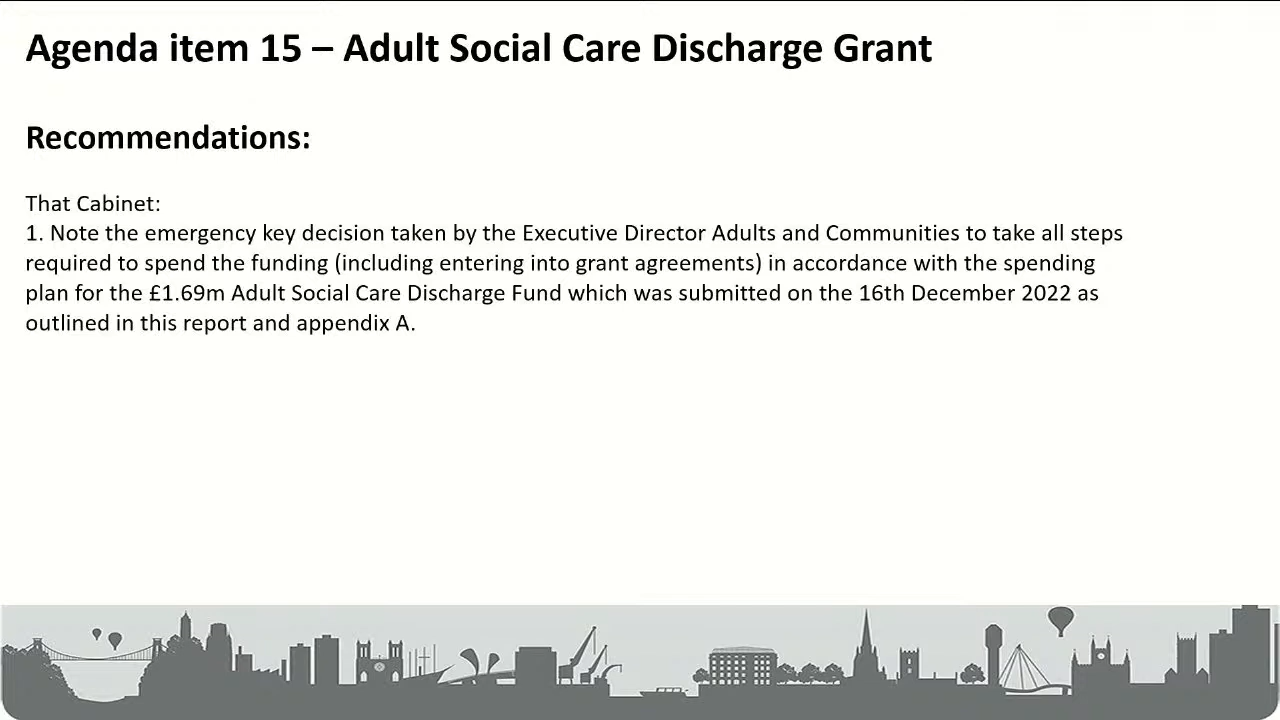 Agenda item 15 – Adult Social Care Discharge Grant
Recommendations:
That Cabinet:
1. Note the emergency key decision taken by the Executive Director Adults and Communities to take all steps
required to spend the funding (including entering into grant agreements) in accordance with the spending
plan for the £1.69m Adult Social Care Discharge Fund which was submitted on the 16th December 2022 as
outlined in this report and appendix A.